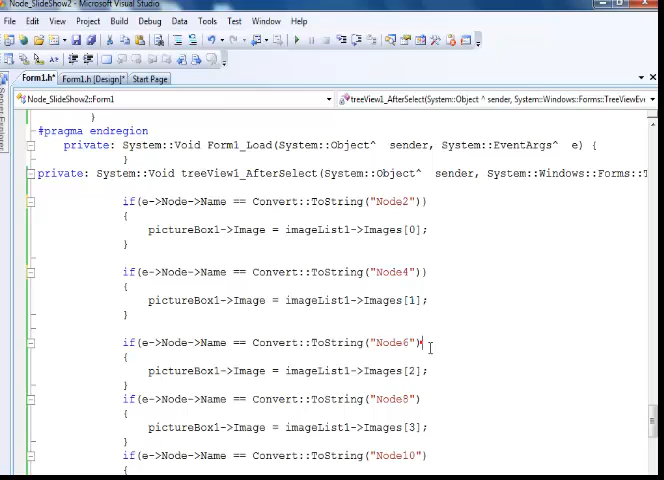 Node_SlideShow2 - Microsoft Visual Studio
File Edit View Project Build Debug Data Tools Test Window Help
Form1.h* Form1.h [Design]* Start Page
Node_SlideShow2::Form1 treeView1_AfterSelect(System::Object ^ sender, System::Windows::Forms::TreeViewEve
Server Explorer
}
#pragma endregion
private: System::Void Form1_Load(System::Object^ sender, System::EventArgs^ e) {
}
private: System::Void treeView1_AfterSelect(System::Object^ sender, System::Windows::Forms::T
if(e->Node->Name == Convert::ToString("Node2"))
{
pictureBox1->Image = imageList1->Images[0];
}
if(e->Node->Name == Convert::ToString("Node4"))
{
pictureBox1->Image = imageList1->Images[1];
}
if(e->Node->Name == Convert::ToString("Node6")
{
pictureBox1->Image = imageList1->Images[2];
}
if(e->Node->Name == Convert::ToString("Node8")
{
pictureBox1->Image = imageList1->Images[3];
}
if(e->Node->Name == Convert::ToString("Node10")
{